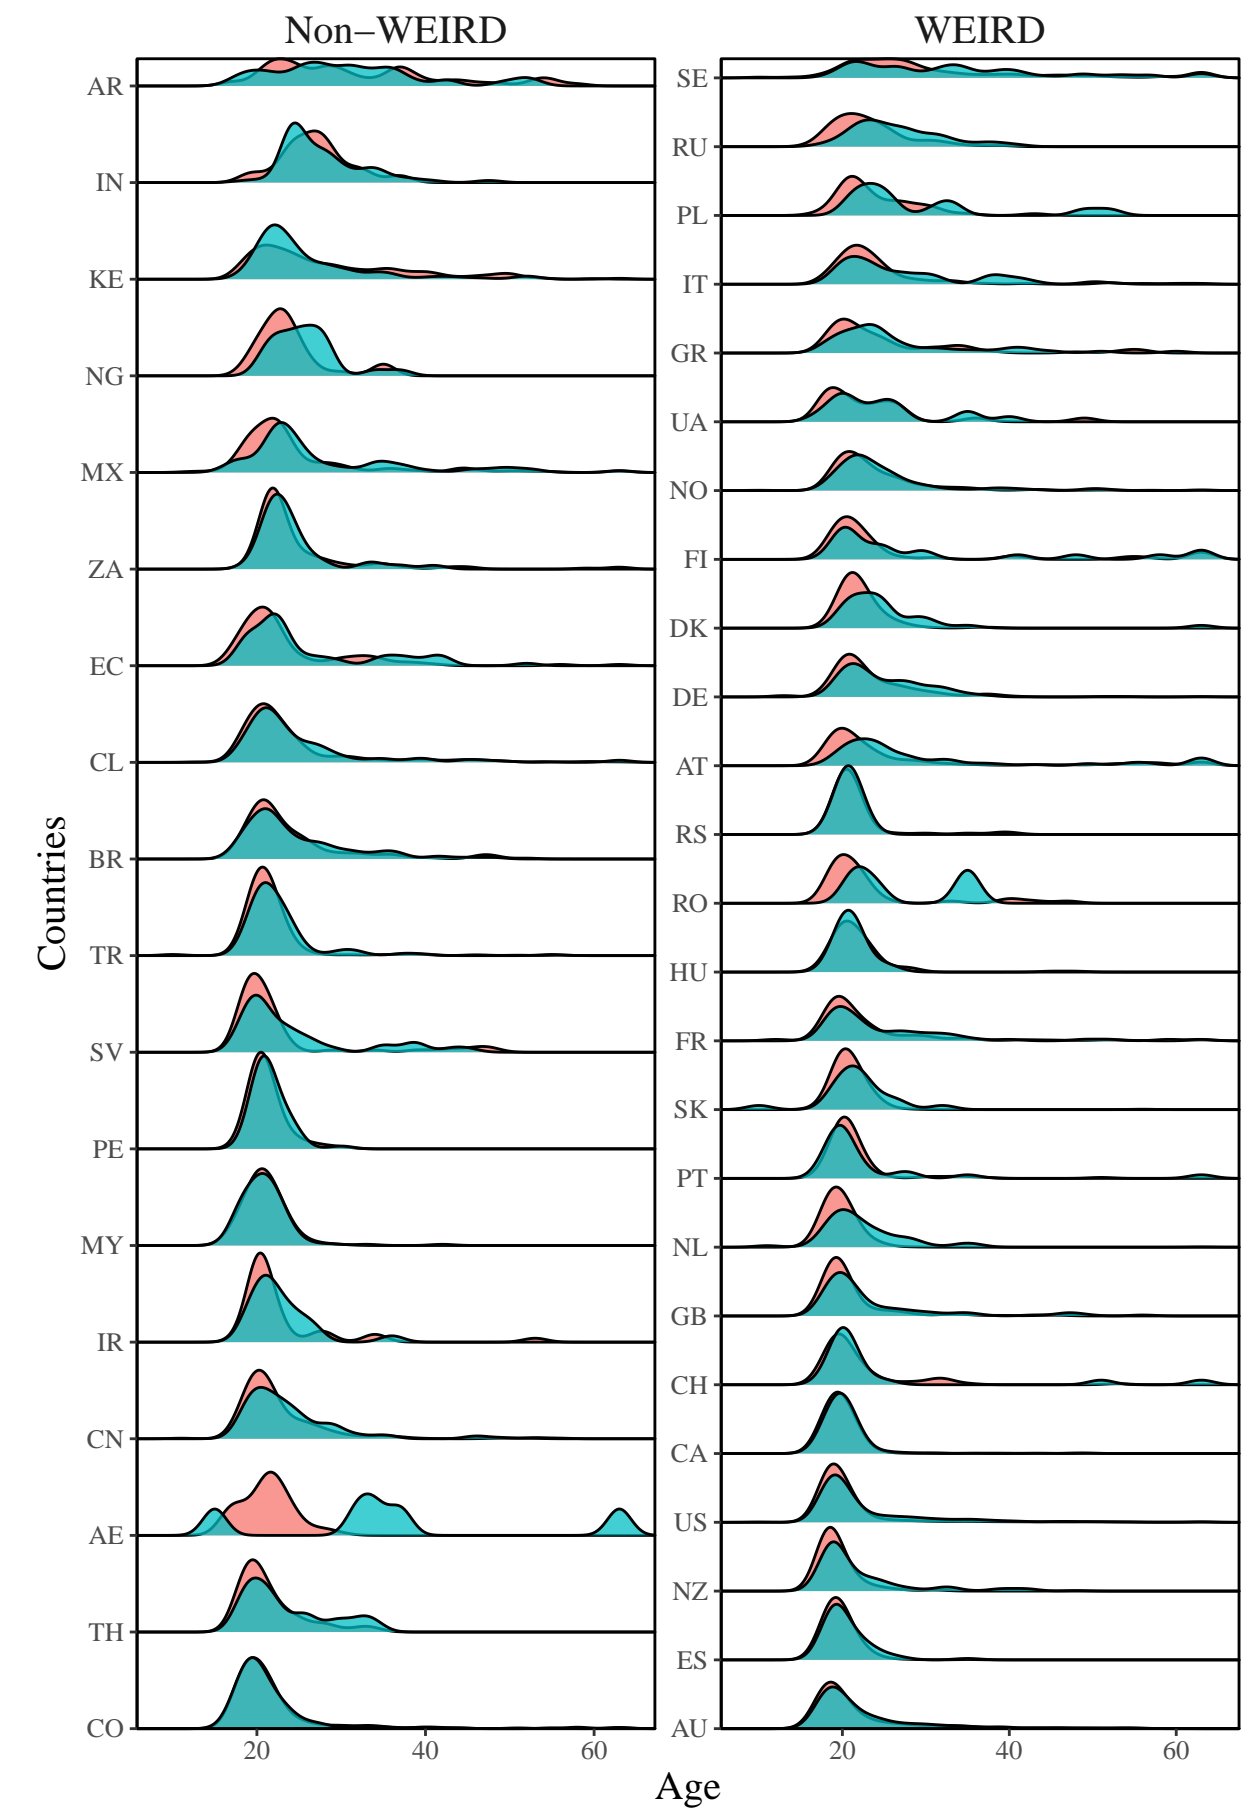 Non−WEIRD
WEIRD
AR
IN
KE
NG
MX
ZA
EC
CL
BR
TR
SV
PE
MY
IR
CN
AE
TH
CO
SE
RU
PL
IT
GR
UA
NO
FI
DK
DE
AT
RS
RO
HU
FR
SK
PT
NL
GB
CH
CA
US
NZ
ES
AU
Countries
20 40 60
20 40 60
Age